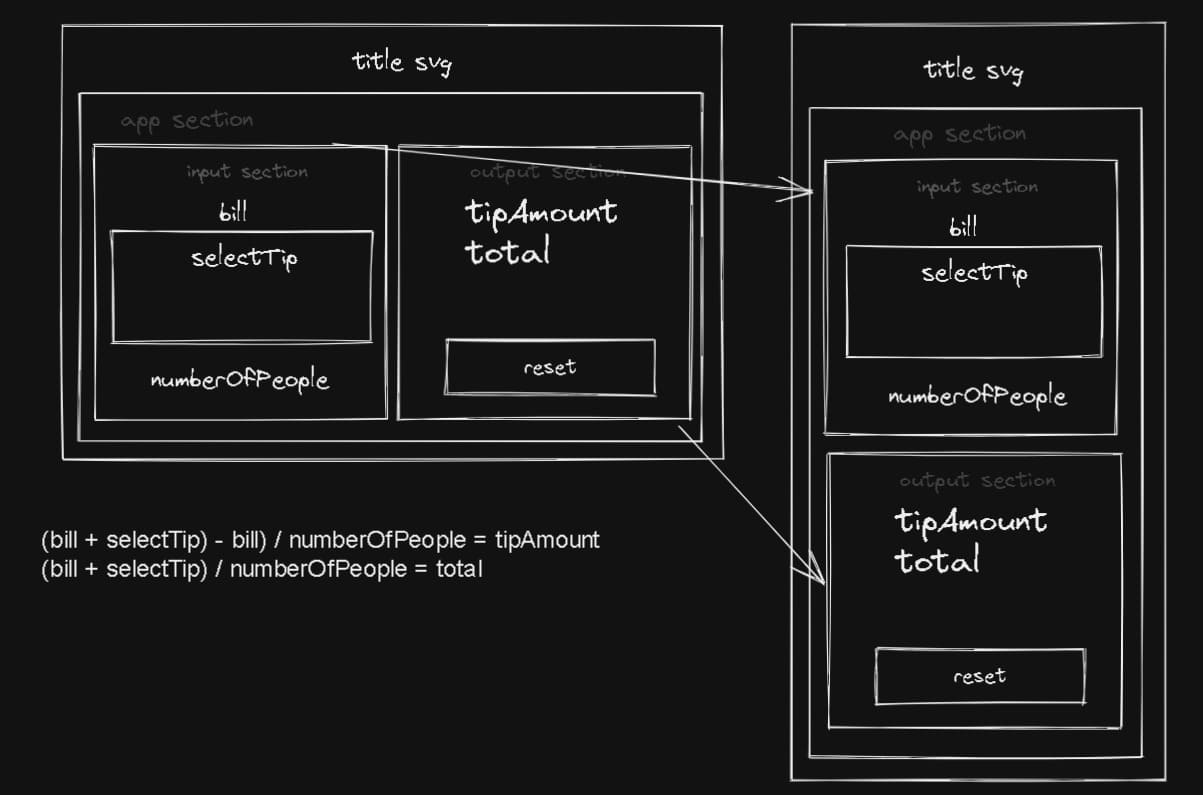 title svg
app section
input section
bill
selectTip
numberOfPeople
output section
tipAmount
total
reset
(bill + selectTip) - bill) / numberOfPeople = tipAmount
(bill + selectTip) / numberOfPeople = total
title svg
app section
input section
bill
selectTip
numberOfPeople
output section
tipAmount
total
reset